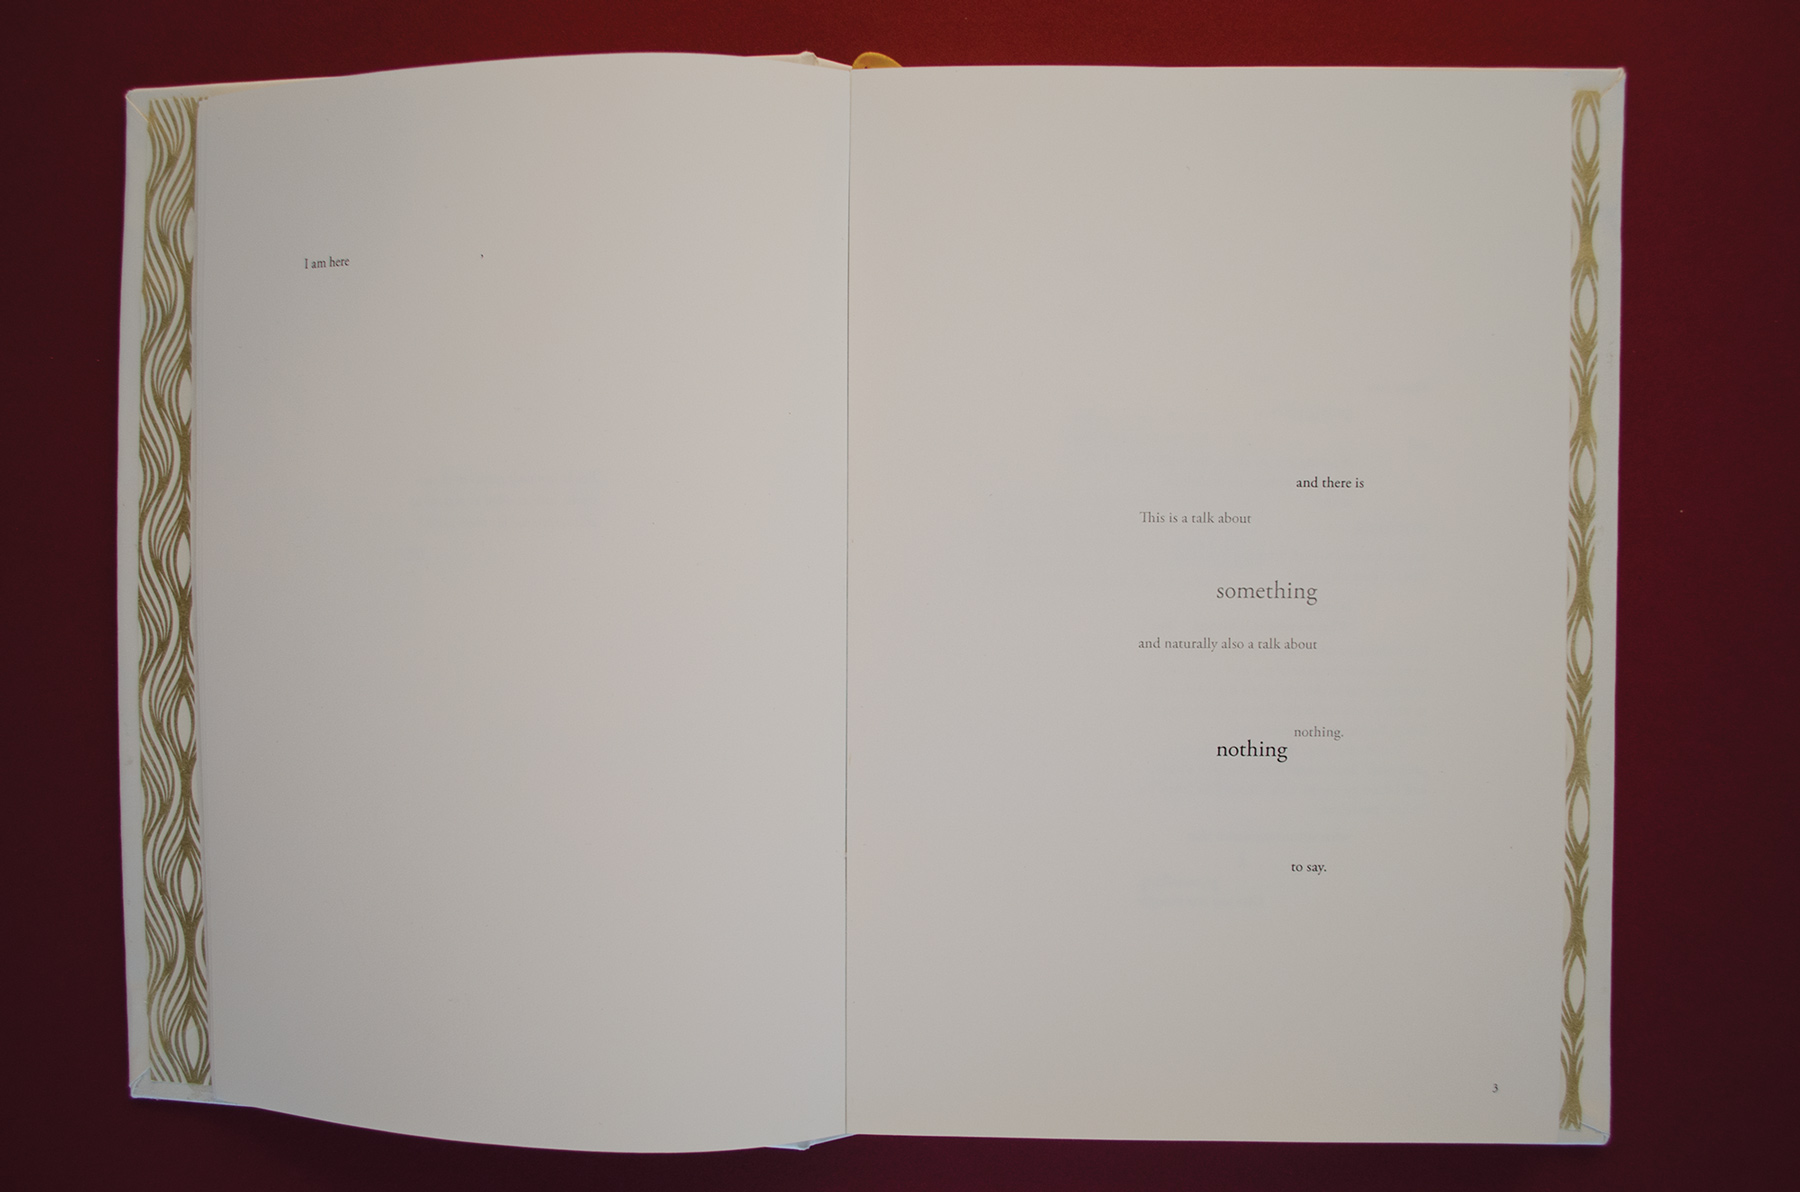 I am here ,
and there is
This is a talk about
something
and naturally also a talk about
nothing.
nothing
to say.
3